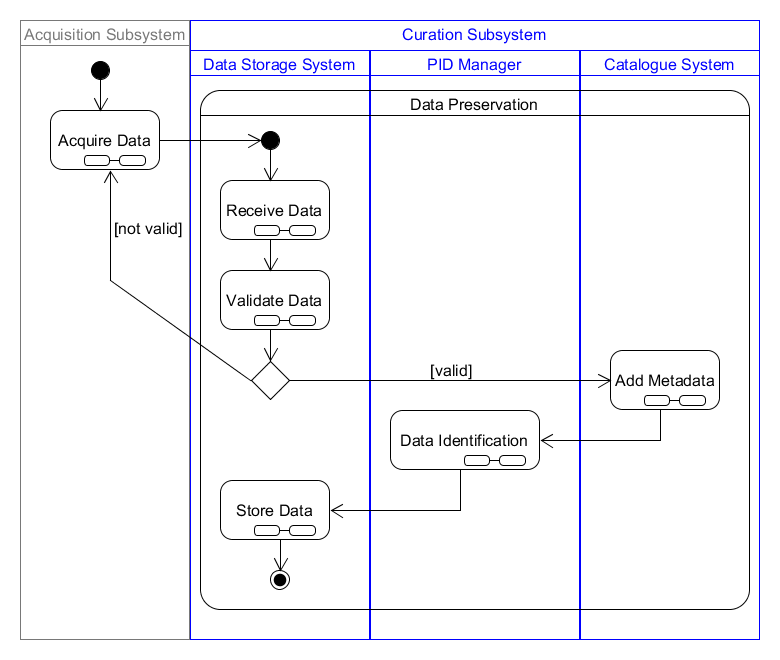 Acquisition Subsystem
Curation Subsystem
Data Storage System
PID Manager
Catalogue System
Data Preservation
Acquire Data
Receive Data
[not valid]
Validate Data
[valid]
Add Metadata
Data Identification
Store Data